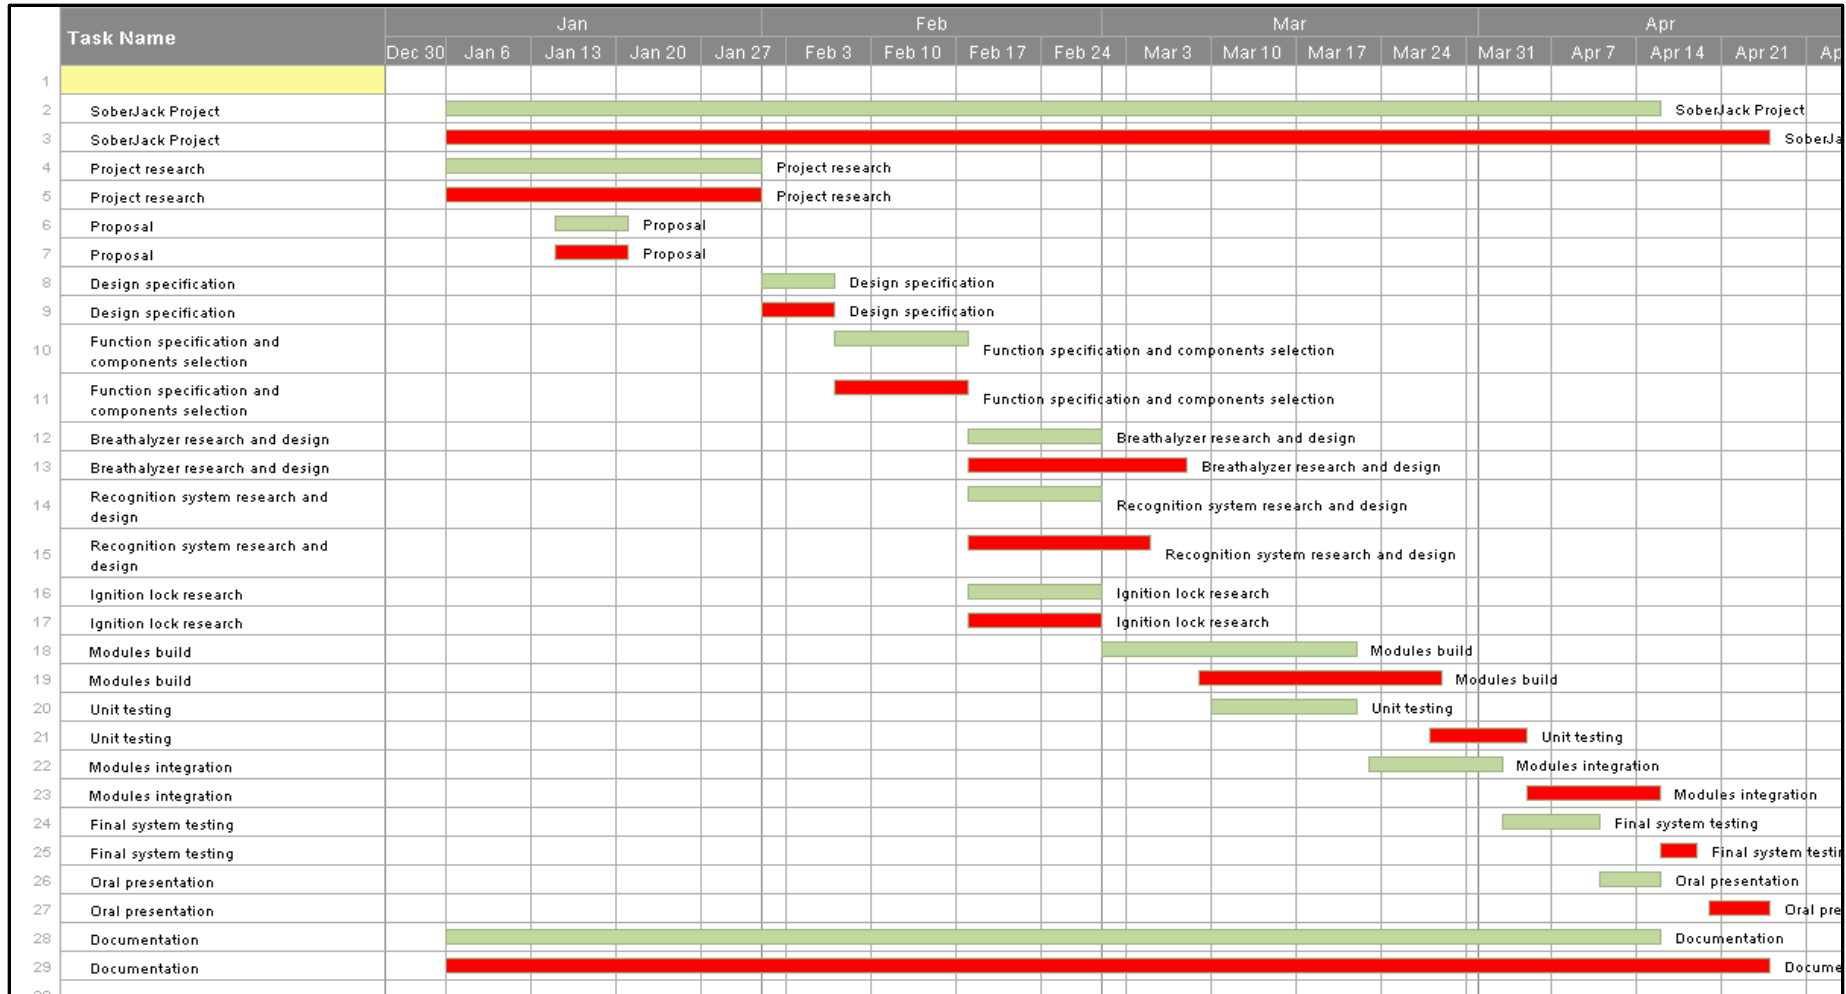 Task Name
Jan Feb Mar Apr
Dec 30 Jan 6 Jan 13 Jan 20 Jan 27 Feb 3 Feb 10 Feb 17 Feb 24 Mar 3 Mar 10 Mar 17 Mar 24 Mar 31 Apr 7 Apr 14 Apr 21 Ap
1
2 SoberJack Project SoberJack Project
3 SoberJack Project SoberJa
4 Project research Project research
5 Project research Project research
6 Proposal Proposal
7 Proposal Proposal
8 Design specification Design specification
9 Design specification Design specification
10 Function specification and
components selection Function specification and components selection
11 Function specification and
components selection Function specification and components selection
12 Breathalyzer research and design Breathalyzer research and design
13 Breathalyzer research and design Breathalyzer research and design
14 Recognition system research and
design Recognition system research and design
15 Recognition system research and
design Recognition system research and design
16 Ignition lock research Ignition lock research
17 Ignition lock research Ignition lock research
18 Modules build Modules build
19 Modules build Modules build
20 Unit testing Unit testing
21 Unit testing Unit testing
22 Modules integration Modules integration
23 Modules integration Modules integration
24 Final system testing Final system testing
25 Final system testing Final system testin
26 Oral presentation Oral presentation
27 Oral presentation Oral pre
28 Documentation Documentation
29 Documentation Docume